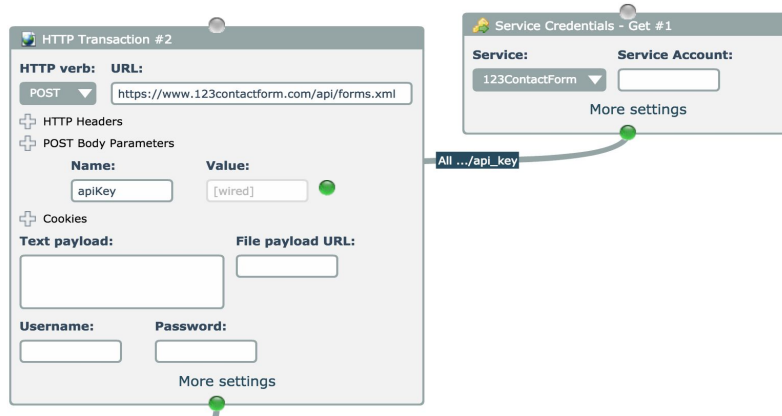 HTTP Transaction #2
HTTP verb: URL:
POST https://www.123contactform.com/api/forms.xml
HTTP Headers
POST Body Parameters
Name: Value:
apiKey [wired]
Cookies
Text payload: File payload URL:
Username: Password:
More settings
All .../api_key
Service Credentials - Get #1
Service: Service Account:
123ContactForm
More settings